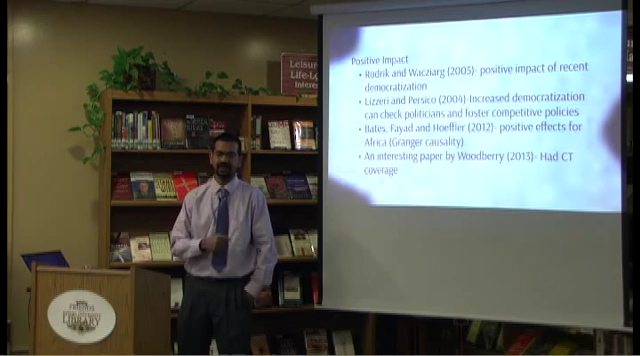 Leisure
Life-Lo
Interes
Positive Impact
• Rodrik and Wacziarg (2005)- positive impact of recent
democratization
• Lizzeri and Persico (2004)-Increased democratization
can check politicians and foster competitive policies
• Bates, Fayad and Hoeffler (2012)- positive effects for
Africa (Granger causality)
• An interesting paper by Woodberry (2013)- Had CT
coverage
FRIENDS
LIBRARY